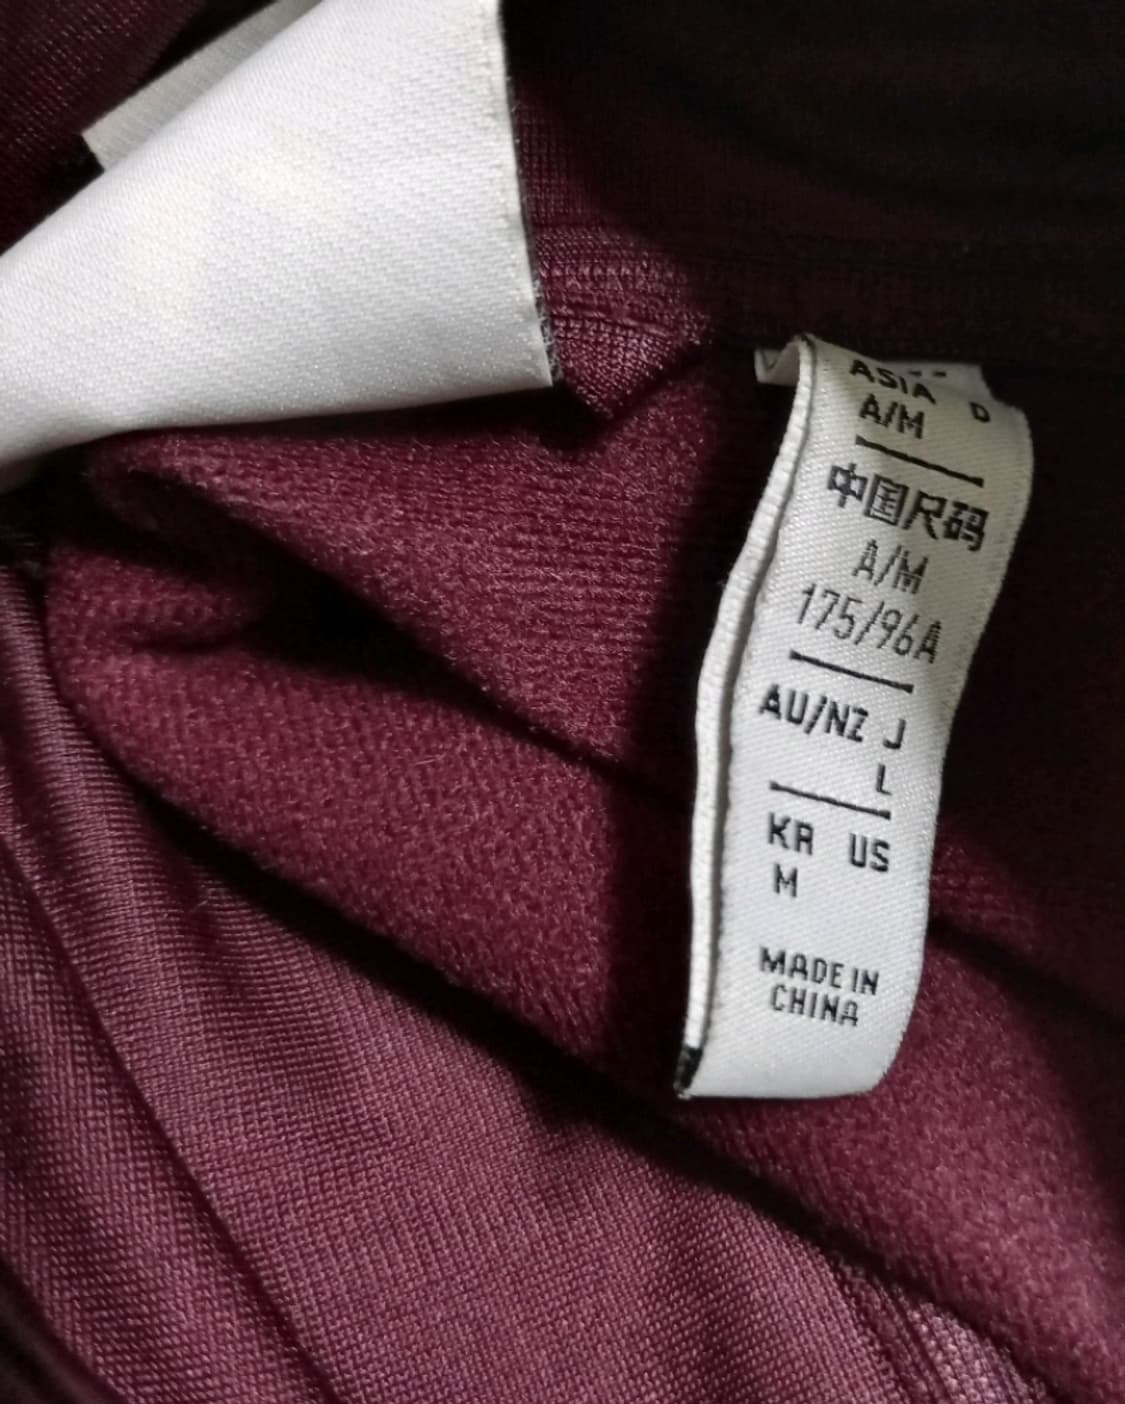 ASIA D
A/M
中国尺码
A/M
175/96A
AU/NZ J
L
KR US
M
MADE IN
CHINA